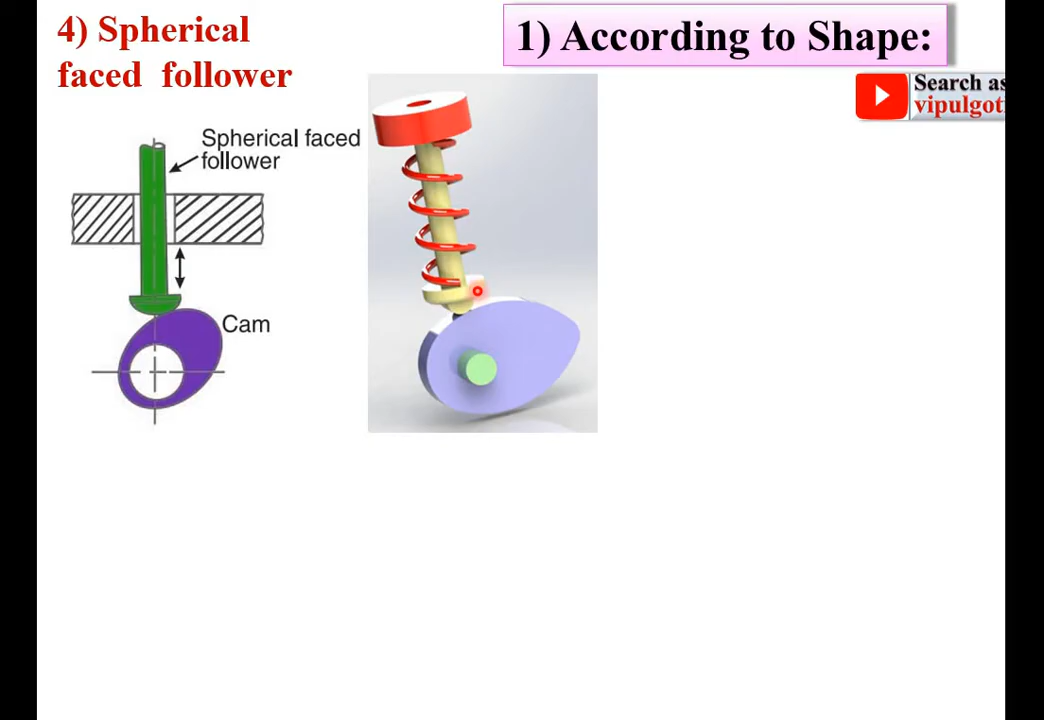 4) Spherical
faced follower
1) According to Shape:
Search as
vipulgot
Spherical faced
follower
Cam